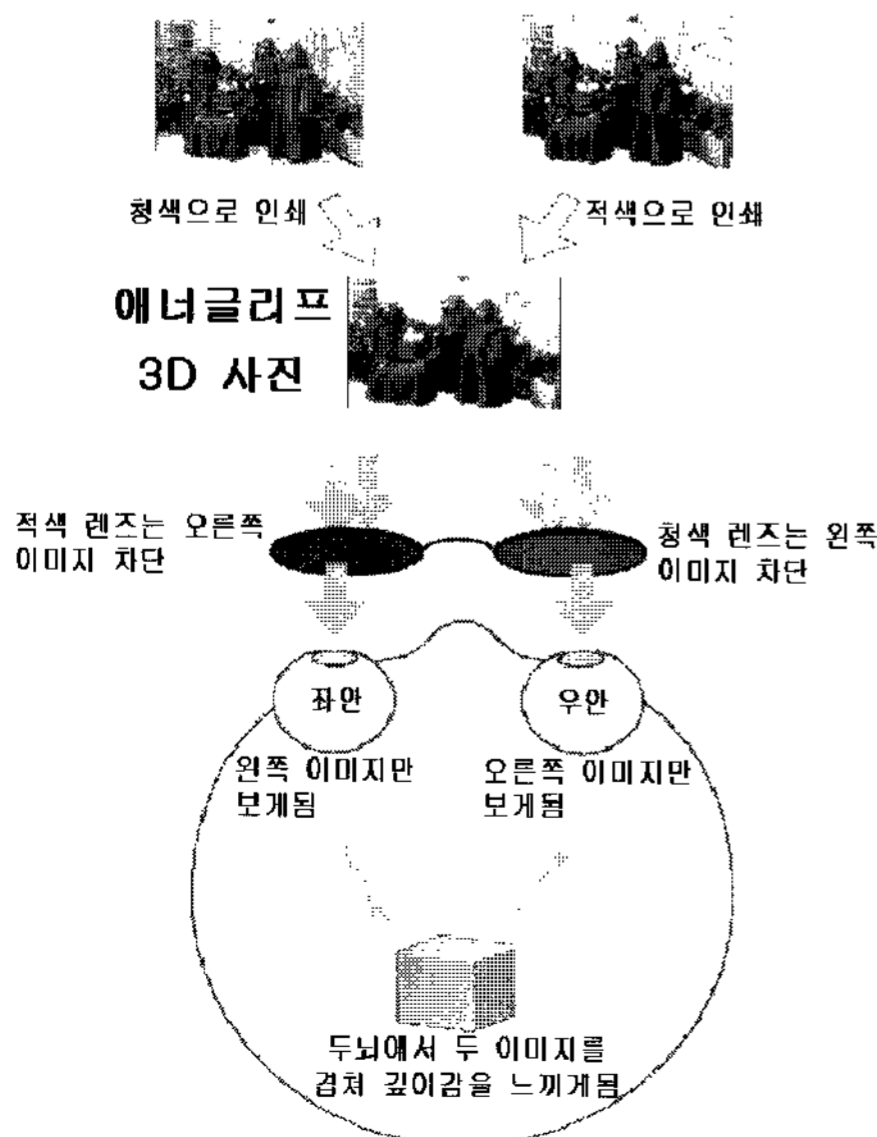 청색으로 인쇄
적색으로 인쇄
애너글리프
3D 사진
적색 렌즈는 오른쪽
이미지 차단
청색 렌즈는 왼쪽
이미지 차단
좌안
우안
왼쪽 이미지만
보게됨
오른쪽 이미지만
보게됨
두뇌에서 두 이미지를
겹쳐 깊이감을 느끼게됨